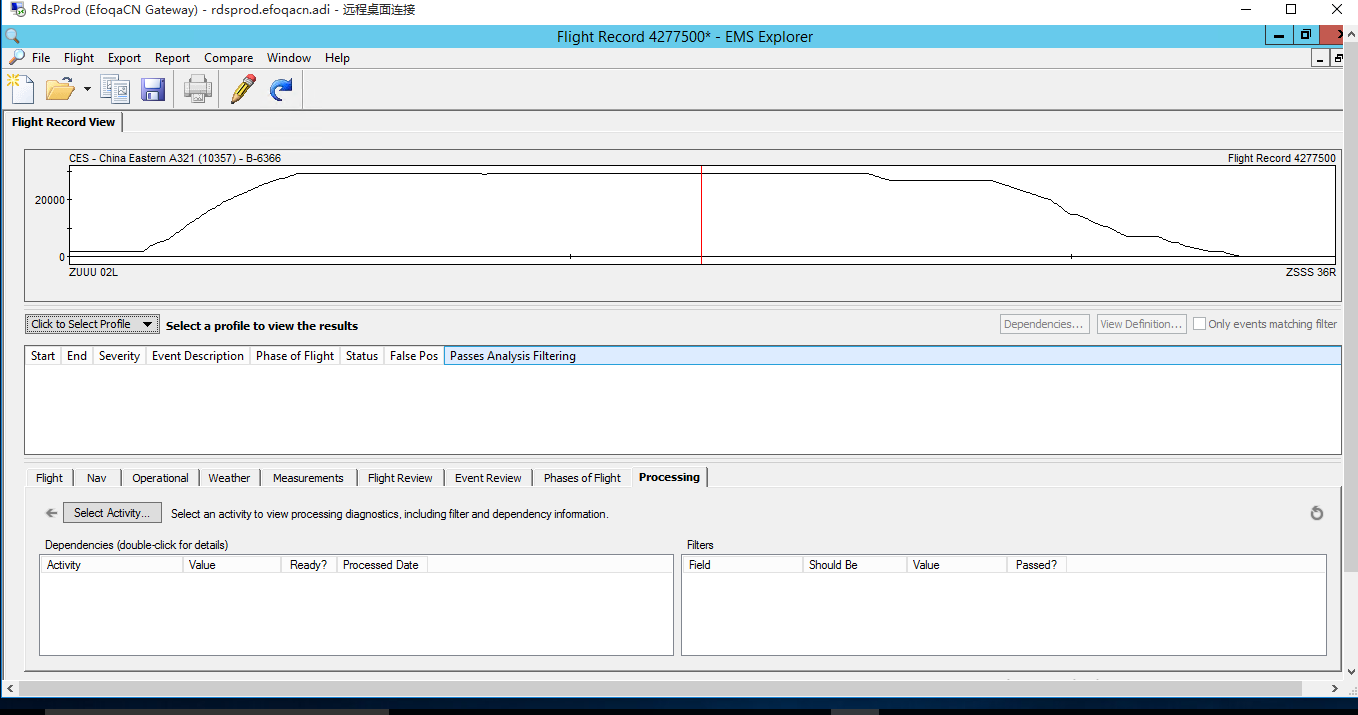 RdsProd (EfoqaCN Gateway) - rdsprod.efoqacn.adi - 远程桌面连接
Flight Record 4277500* - EMS Explorer
File Flight Export Report Compare Window Help
Flight Record View
CES - China Eastern A321 (10357) - B-6366 Flight Record 4277500
20000
0
ZUUU 02L ZSSS 36R
Click to Select Profile Select a profile to view the results Dependencies... View Definition... Only events matching filter
Start End Severity Event Description Phase of Flight Status False Pos Passes Analysis Filtering
Flight Nav Operational Weather Measurements Flight Review Event Review Phases of Flight Processing
Select Activity... Select an activity to view processing diagnostics, including filter and dependency information.
Dependencies (double-click for details) Filters
Activity Value Ready? Processed Date Field Should Be Value Passed?